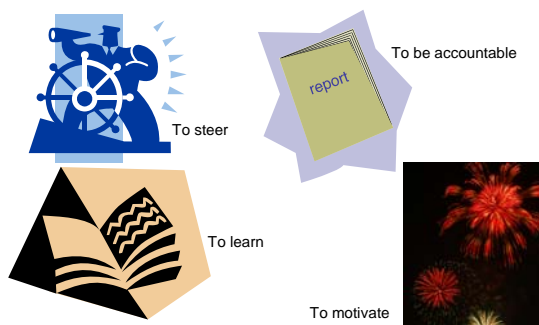 To be accountable
report
To steer
To learn
To motivate